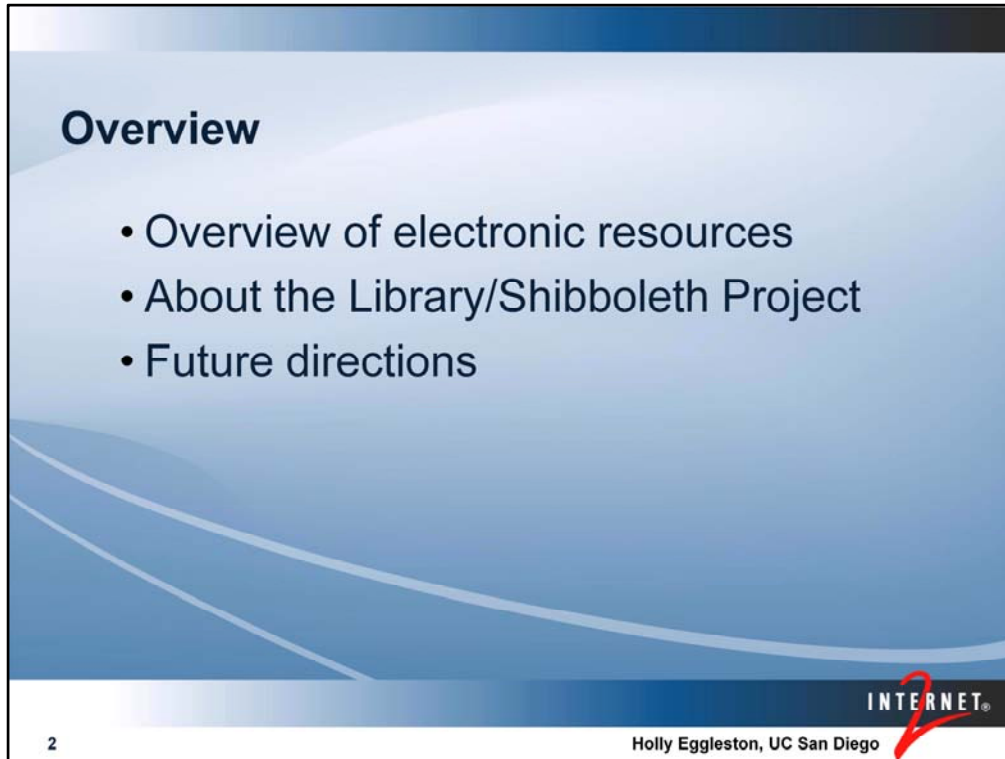 Overview
• Overview of electronic resources
• About the Library/Shibboleth Project
• Future directions
INTERNET®
2
2
Holly Eggleston, UC San Diego